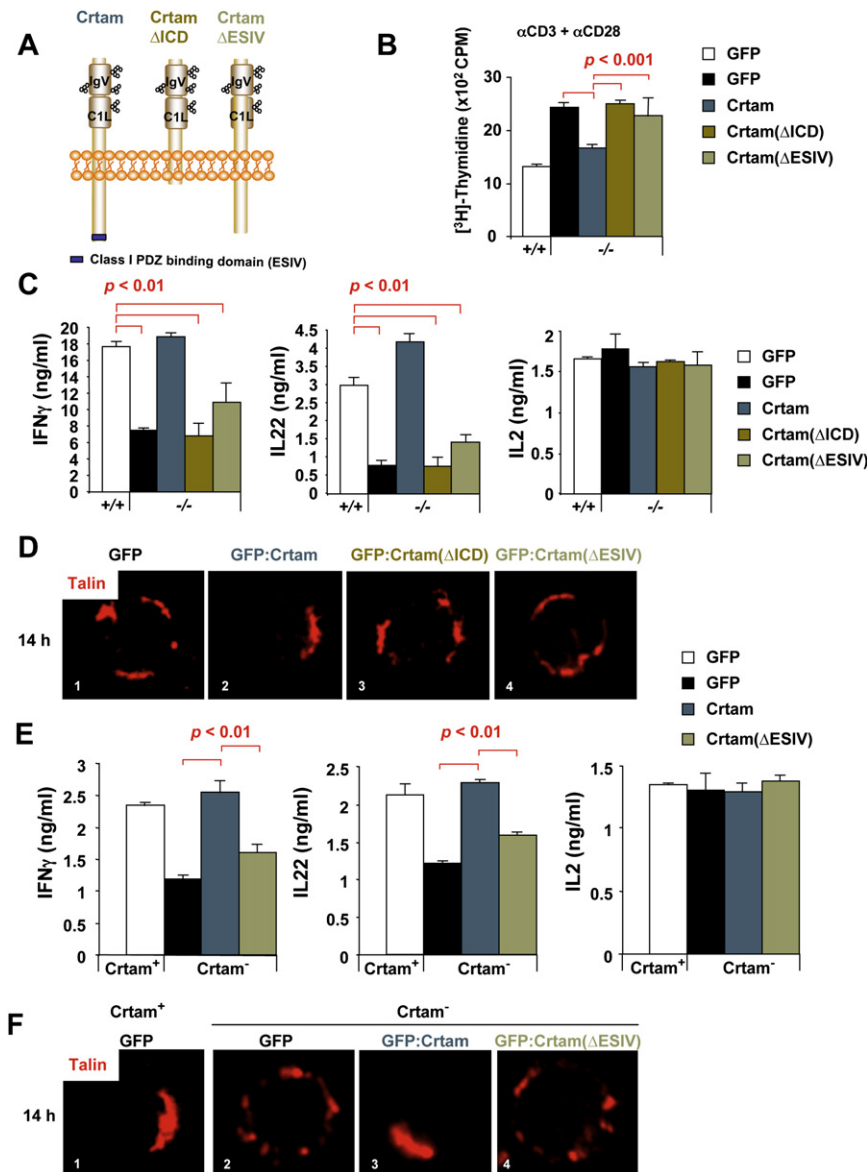 A
Crtam
Crtam
ΔICD
Crtam
ΔESIV
IgV
IgV
IgV
C1L
C1L
C1L
Class I PDZ binding domain (ESIV)
B
αCD3 + αCD28
p < 0.001
[³H]-Thymidine (x10² CPM)
30
20
10
0
+/+
-/-
GFP
GFP
Crtam
Crtam(ΔICD)
Crtam(ΔESIV)
C
p < 0.01
IFNγ (ng/ml)
20
18
16
14
12
10
8
6
4
2
0
+/+
-/-
p < 0.01
IL22 (ng/ml)
4.5
4
3.5
3
2.5
2
1.5
1
0.5
0
+/+
-/-
IL2 (ng/ml)
2
1.5
1
0.5
0
+/+
-/-
GFP
GFP
Crtam
Crtam(ΔICD)
Crtam(ΔESIV)
D
GFP
GFP:Crtam
GFP:Crtam(ΔICD)
GFP:Crtam(ΔESIV)
Talin
14 h
1
2
3
4
GFP
GFP
Crtam
Crtam(ΔESIV)
E
p < 0.01
IFNγ (ng/ml)
3
2.5
2
1.5
1
0.5
0
Crtam⁺
Crtam⁻
p < 0.01
IL22 (ng/ml)
2.5
2
1.5
1
0.5
0
Crtam⁺
Crtam⁻
IL2 (ng/ml)
1.5
1
0.5
0
Crtam⁺
Crtam⁻
F
Crtam⁺
Crtam⁻
GFP
GFP
GFP:Crtam
GFP:Crtam(ΔESIV)
Talin
14 h
1
2
3
4